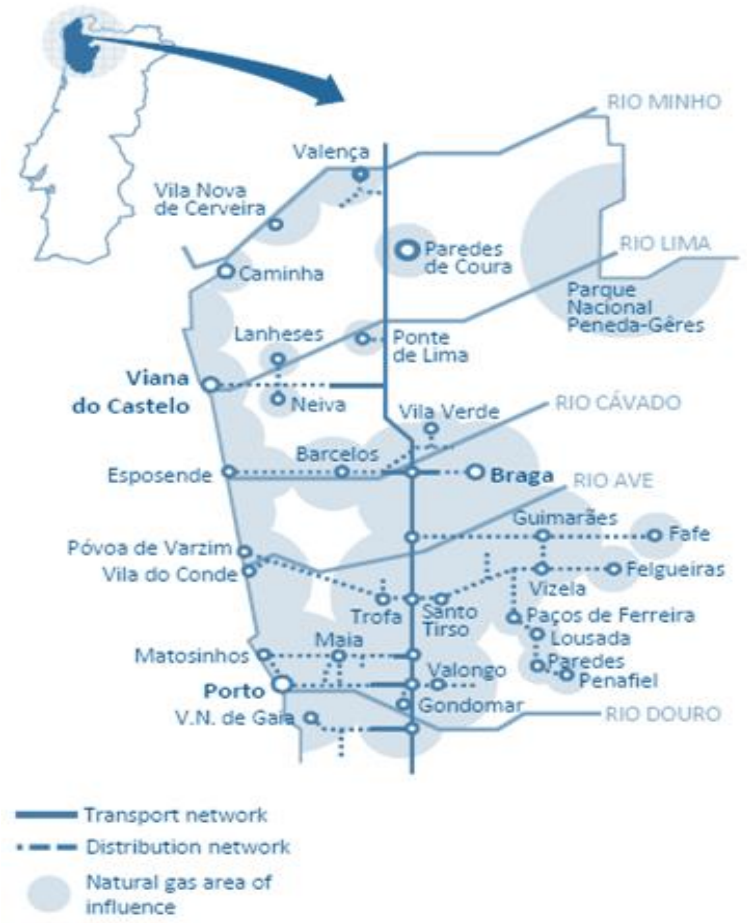 RIO MINHO
Valença
Vila Nova
de Cerveira
RIO LIMA
Paredes
de Coura
Caminha
Parque
Nacional
Peneda-Gêres
Lanheses
Ponte
de Lima
Viana
do Castelo
Neiva
Vila Verde
RIO CÁVADO
Barcelos
Esposende
Braga
RIO AVE
Guimarães
Fafe
Póvoa de Varzim
Vila do Conde
Felgueiras
Vizela
Trofa
Santo
Tirso
Paços de Ferreira
Lousada
Maia
Matosinhos
Valongo
Paredes
Penafiel
Porto
Gondomar
V.N. de Gaia
RIO DOURO
Transport network
Distribution network
Natural gas area of
influence